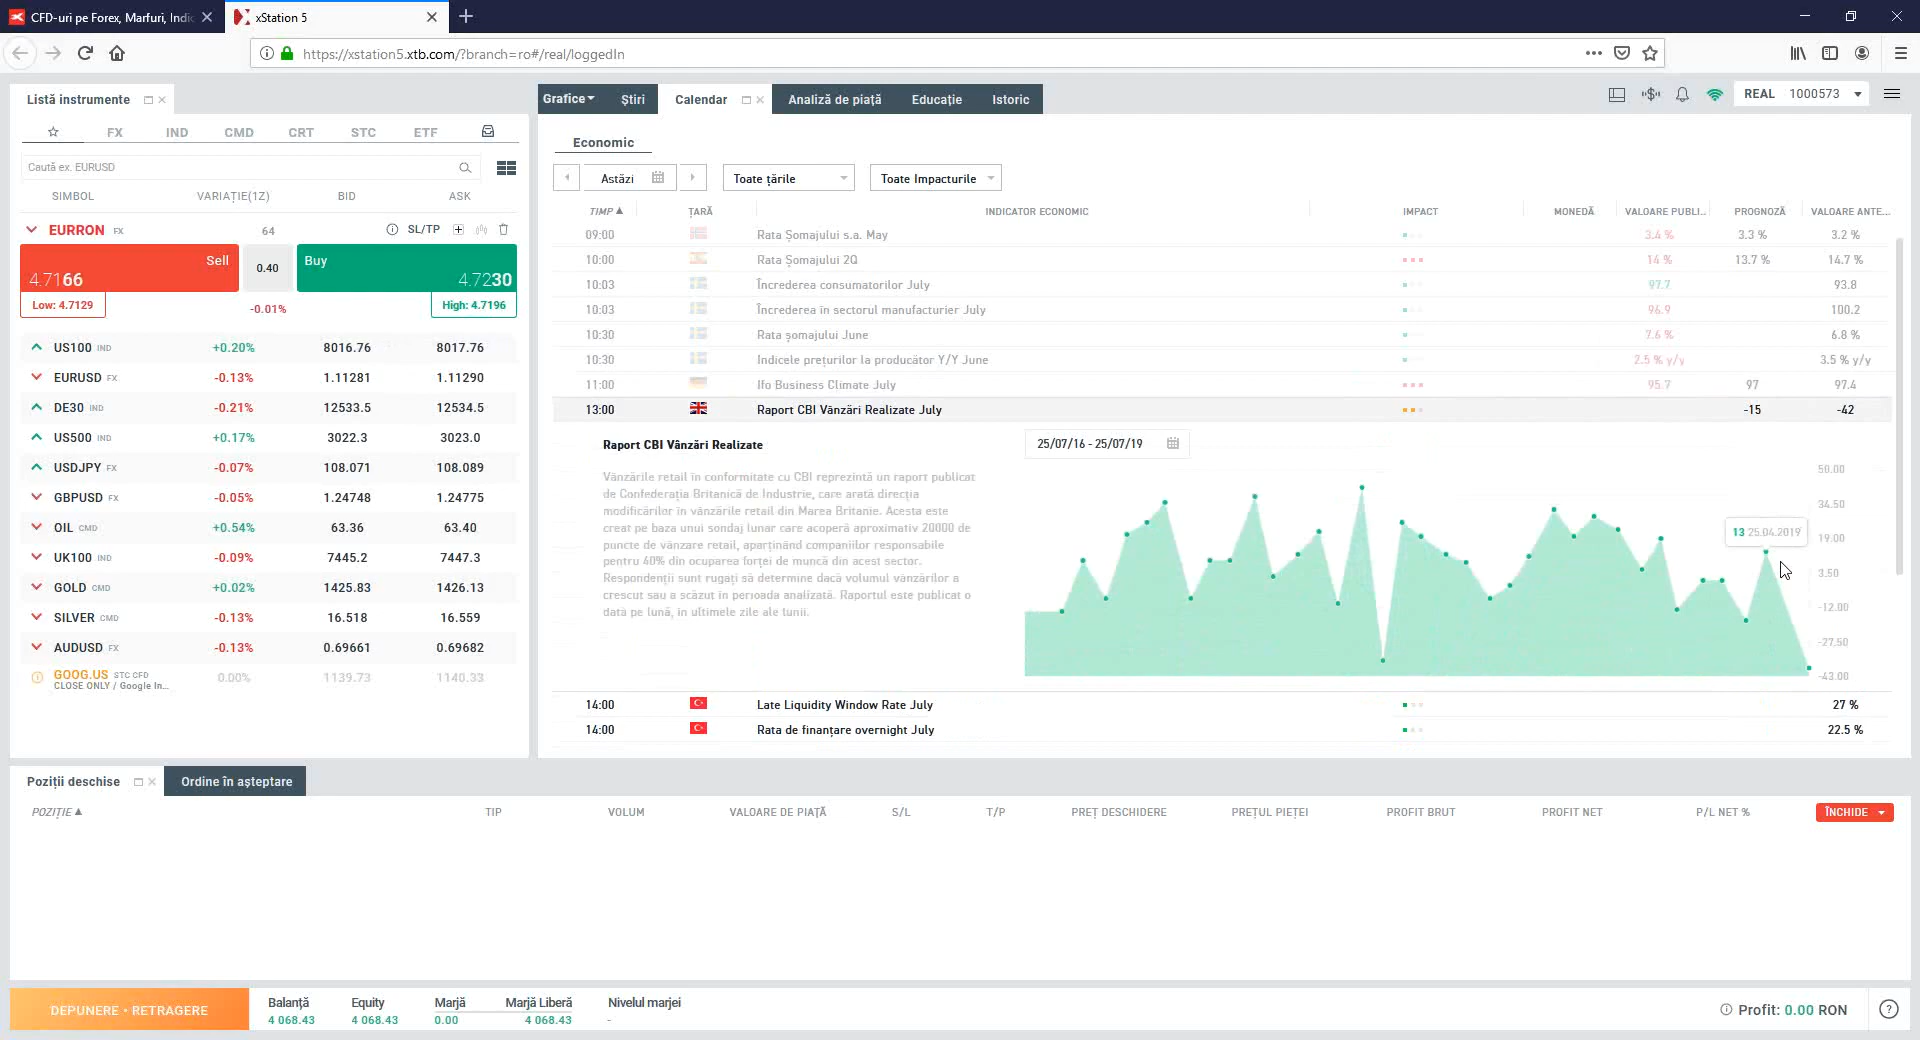 CFD-uri pe Forex, Marfuri, Indic
xStation 5
https://xstation5.xtb.com/?branch=ro#/real/loggedIn
Listă instrumente
Grafice
Știri
Calendar
Analiză de piață
Educație
Istoric
REAL 1000573
FX IND CMD CRT STC ETF
Caută ex. EURUSD
SIMBOL VARIAȚIE(1Z) BID ASK
EURRON FX 64 SL/TP
Sell
4.7166
0.40
Buy
4.7230
Low: 4.7129
-0.01%
High: 4.7196
US100 IND +0.20% 8016.76 8017.76
EURUSD FX -0.13% 1.11281 1.11290
DE30 IND -0.21% 12533.5 12534.5
US500 IND +0.17% 3022.3 3023.0
USDJPY FX -0.07% 108.071 108.089
GBPUSD FX -0.05% 1.24748 1.24775
OIL CMD +0.54% 63.36 63.40
UK100 IND -0.09% 7445.2 7447.3
GOLD CMD +0.02% 1425.83 1426.13
SILVER CMD -0.13% 16.518 16.559
AUDUSD FX -0.13% 0.69661 0.69682
GOOG.US STC CFD 0.00% 1139.73 1140.33
CLOSE ONLY / Google In...
Economic
Astăzi
Toate țările
Toate Impacturile
TIMP ▲ ȚARĂ INDICATOR ECONOMIC IMPACT MONEDĂ VALOARE PUBLI... PROGNOZĂ VALOARE ANTE...
09:00 Rata Șomajului s.a. May 3.4 % 3.3 % 3.2 %
10:00 Rata Șomajului 2Q 14 % 13.7 % 14.7 %
10:03 Încrederea consumatorilor July 97.7 93.8
10:03 Încrederea in sectorul manufacturier July 96.9 100.2
10:30 Rata șomajului June 7.6 % 6.8 %
10:30 Indicele prețurilor la producător Y/Y June 2.5 % y/y 3.5 % y/y
11:00 Ifo Business Climate July 95.7 97 97.4
13:00 Raport CBI Vânzări Realizate July -15 -42
Raport CBI Vânzări Realizate
25/07/16 - 25/07/19
Vânzările retail în conformitate cu CBI reprezintă un raport publicat
de Confederația Britanică de Industrie, care arată direcția
modificărilor în vânzările retail din Marea Britanie. Acesta este
creat pe baza unui sondaj lunar care acoperă aproximativ 20000 de
puncte de vânzare retail, aparținând companiilor responsabile
pentru 40% din ocuparea forței de muncă din acest sector.
Respondenții sunt rugați să determine dacă volumul vânzărilor a
crescut sau a scăzut în perioada analizată. Raportul este publicat o
dată pe lună, in ultimele zile ale lunii.
50.00
34.50
13 25.04.2019
19.00
3.50
-12.00
-27.50
-43.00
14:00 Late Liquidity Window Rate July 27 %
14:00 Rata de finanțare overnight July 22.5 %
Poziții deschise
Ordine în așteptare
POZIȚIE ▲ TIP VOLUM VALOARE DE PIAȚĂ S/L T/P PREȚ DESCHIDERE PREȚUL PIEȚEI PROFIT BRUT PROFIT NET P/L NET % ÎNCHIDE
DEPUNERE • RETRAGERE
Balanță Equity Marjă Marjă Liberă Nivelul marjei
4 068.43 4 068.43 0.00 4 068.43 -
Profit: 0.00 RON